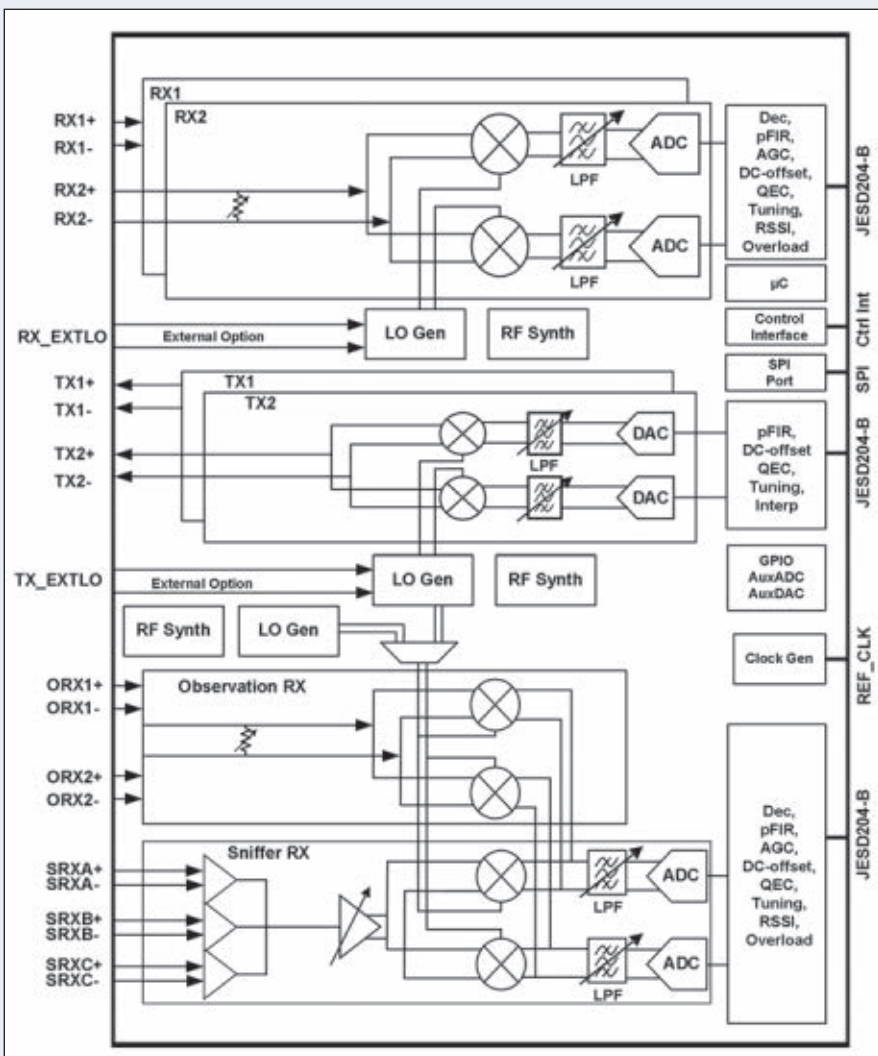 RX1
RX2
RX1+
RX1-
RX2+
RX2-
LPF
ADC
LPF
ADC
Dec,
pFIR,
AGC,
DC-offset,
QEC,
Tuning,
RSSI,
Overload
JESD204-B
µC
RX_EXTLO
External Option
LO Gen
RF Synth
Control
Interface
Ctrl Int
SPI
Port
SPI
TX1+
TX1-
TX2+
TX2-
TX1
TX2
LPF
DAC
DAC
pFIR,
DC-offset
QEC,
Tuning,
Interp
JESD204-B
TX_EXTLO
External Option
LO Gen
RF Synth
GPIO
AuxADC
AuxDAC
RF Synth
LO Gen
Clock Gen
REF_CLK
ORX1+
ORX1-
ORX2+
ORX2-
Observation RX
Sniffer RX
SRXA+
SRXA-
SRXB+
SRXB-
SRXC+
SRXC-
LPF
ADC
LPF
ADC
Dec,
pFIR,
AGC,
DC-offset,
QEC,
Tuning,
RSSI,
Overload
JESD204-B